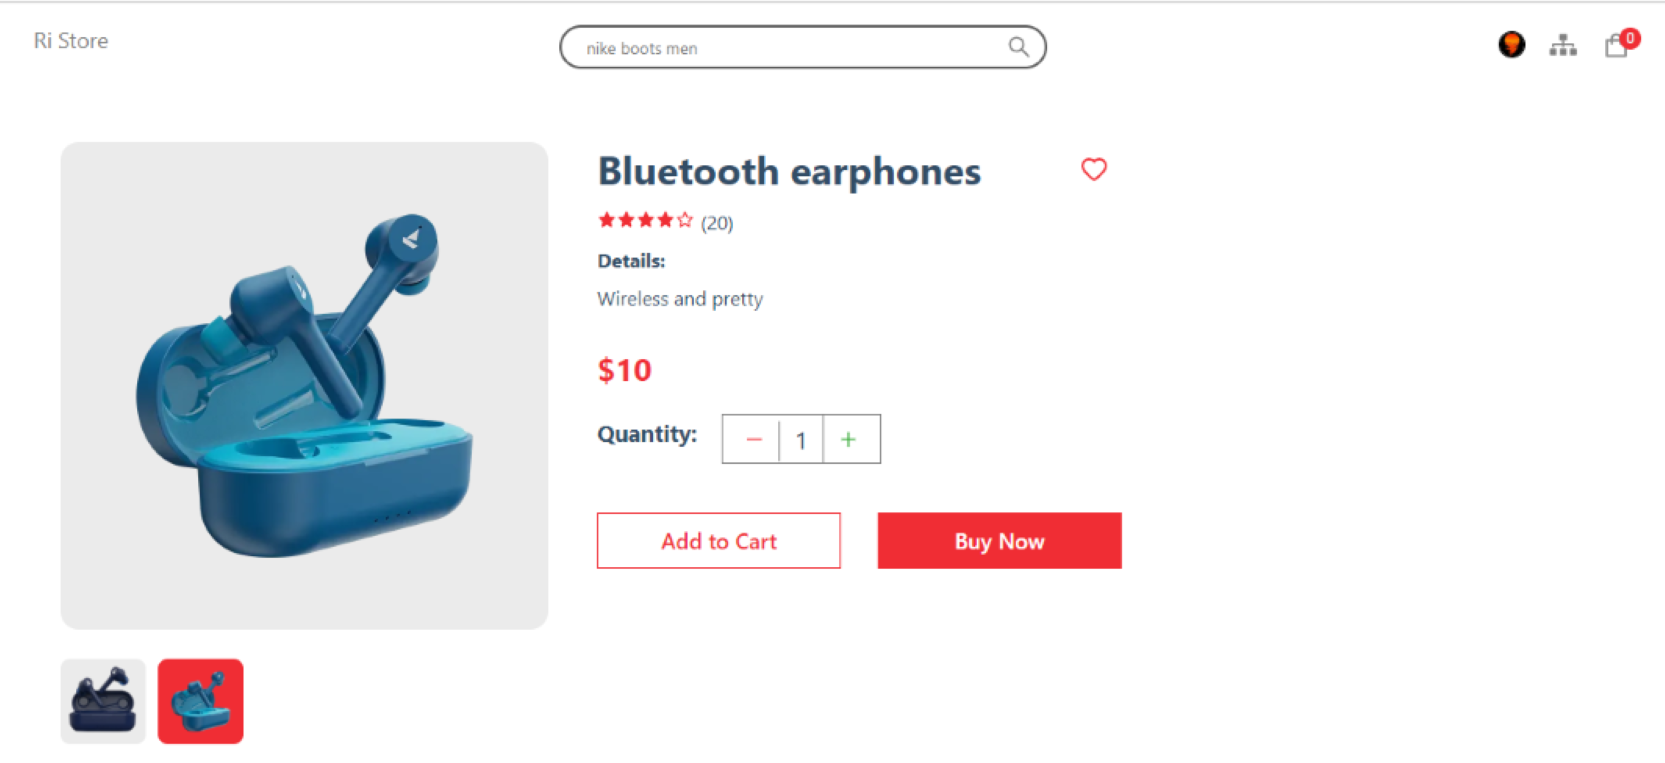 Ri Store
nike boots men
0
Bluetooth earphones
(20)
Details:
Wireless and pretty
$10
Quantity:
− 1 +
Add to Cart
Buy Now